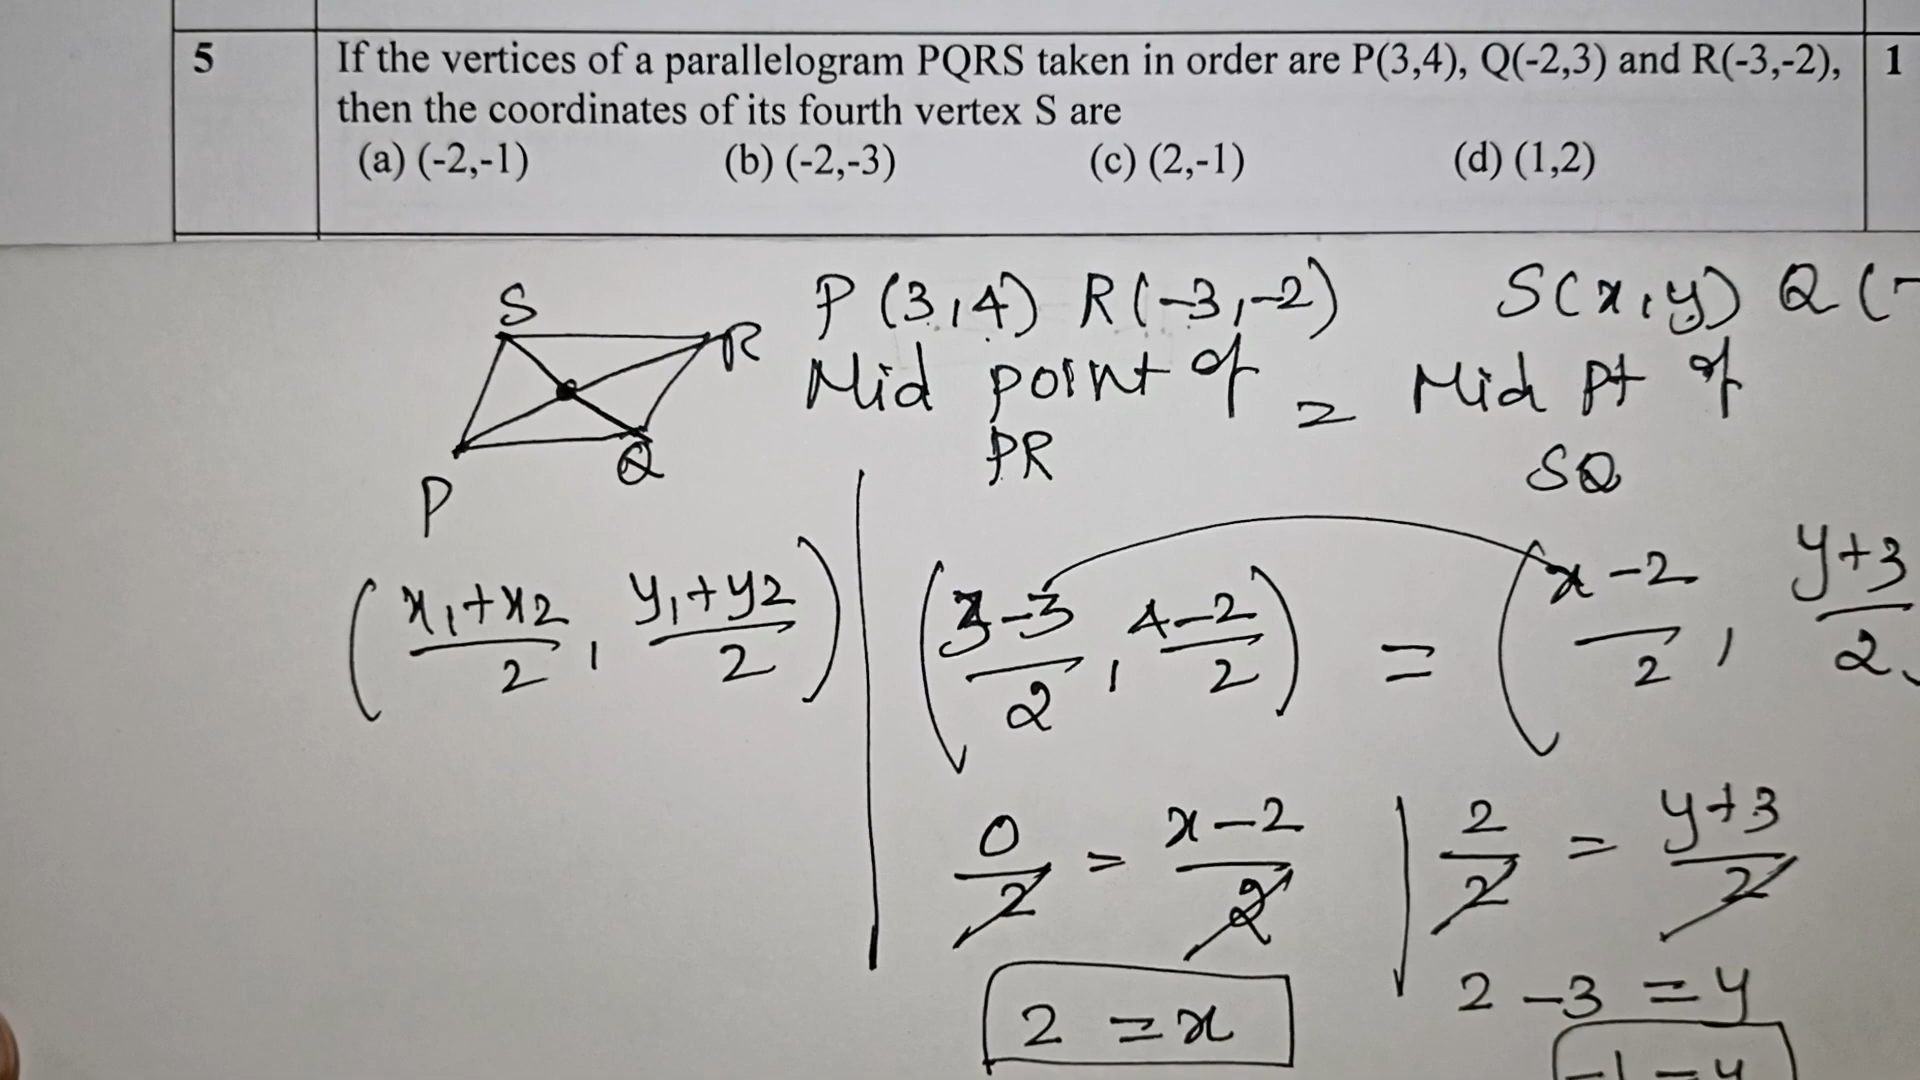 5 If the vertices of a parallelogram PQRS taken in order are P(3,4), Q(-2,3) and R(-3,-2), 1
then the coordinates of its fourth vertex S are
(a) (-2,-1) (b) (-2,-3) (c) (2,-1) (d) (1,2)
S R P (3,4) R(-3,-2) S(x,y) Q (-
Mid point of = Mid pt of
P Q PR SQ
(x₁+x₂/2, y₁+y₂/2) (3-3/2, 4-2/2) = (x-2/2, y+3/2
0/2 = x-2/2 2/2 = y+3/2
2 = x 2-3 = y
-1 = y